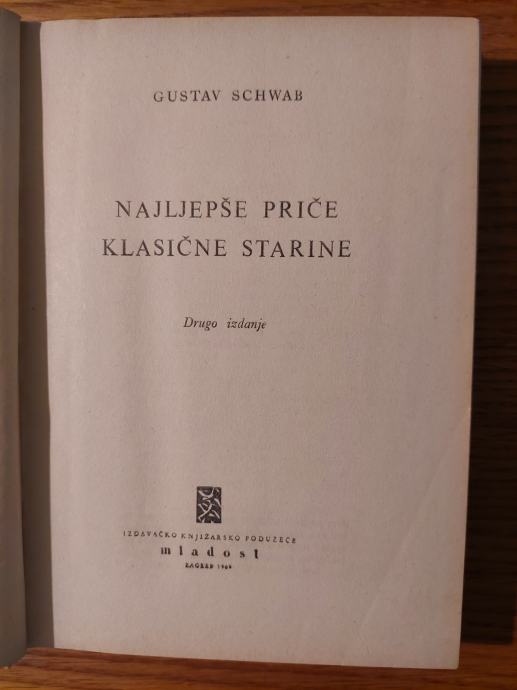 GUSTAV SCHWAB
NAJLJEPŠE PRIČE
KLASIČNE STARINE
Drugo izdanje
IZDAVAČKO KNJIŽARSKO PODUZEĆE
mladost
ZAGREB